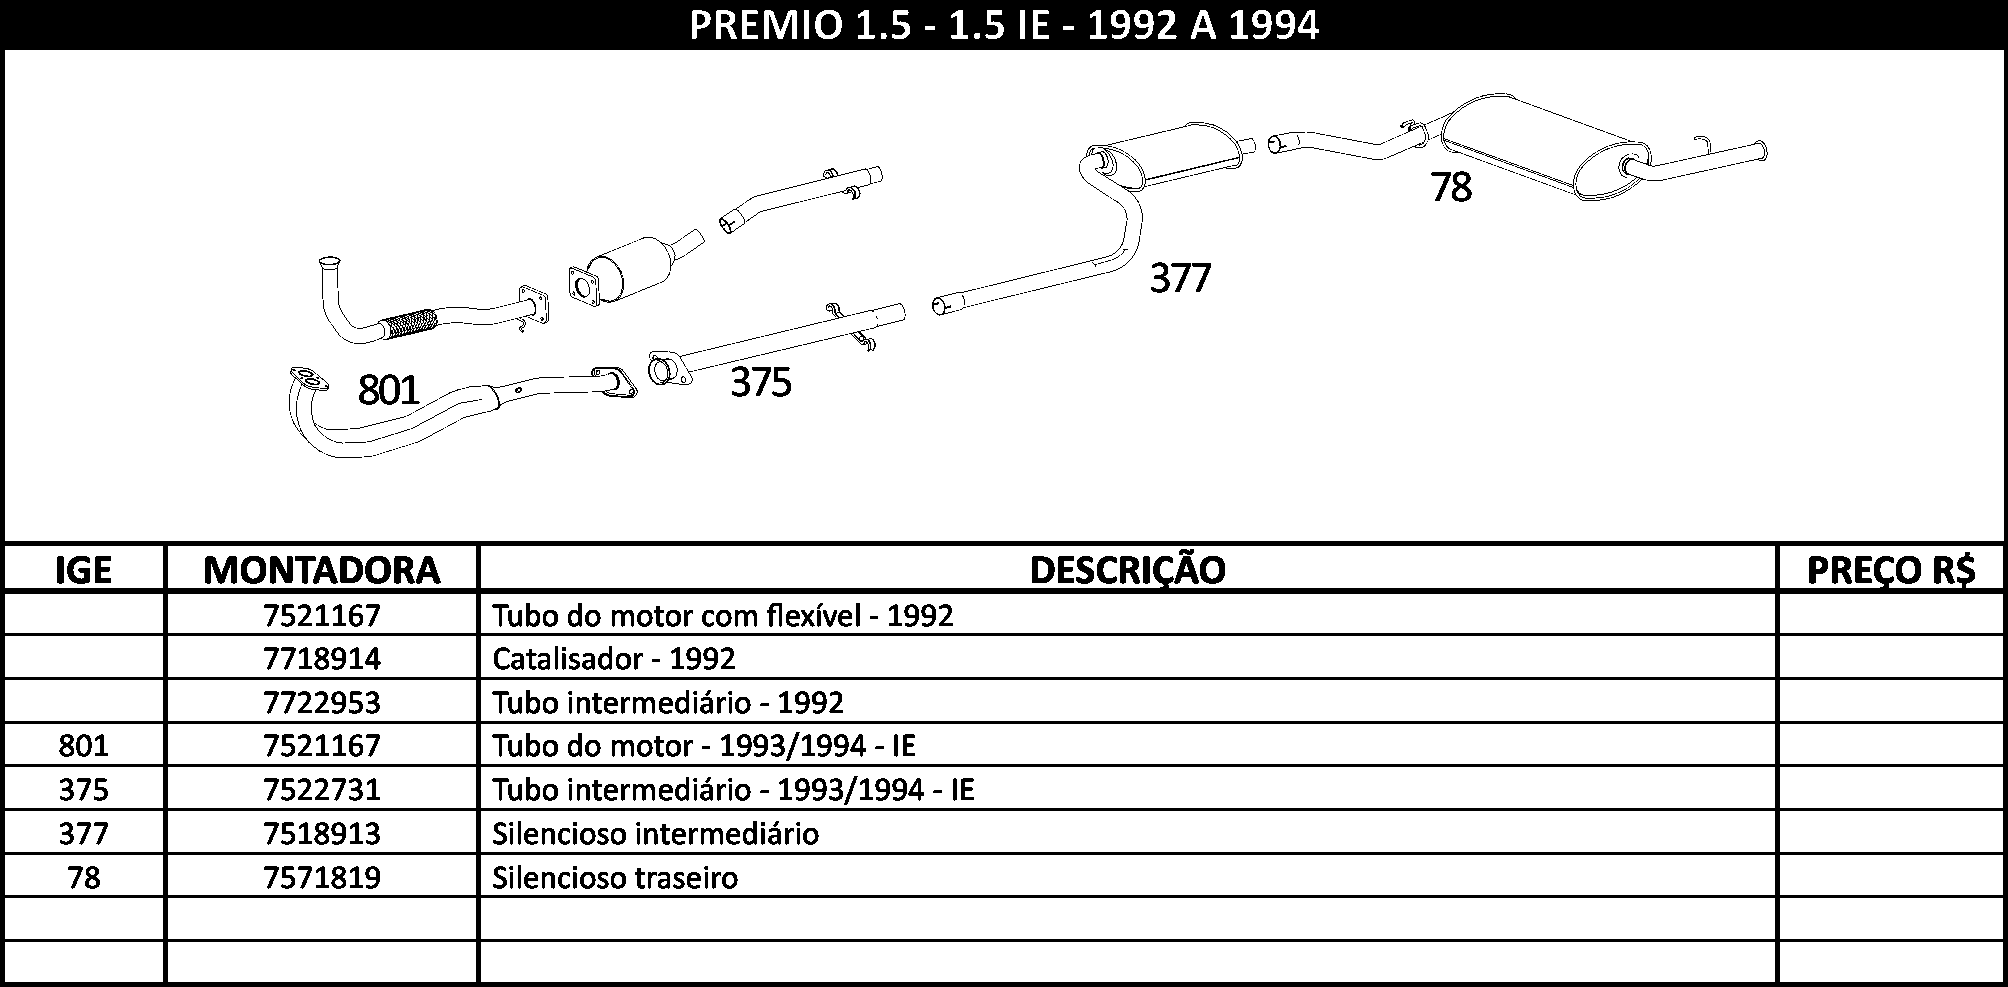 PREMIO 1.5 - 1.5 IE - 1992 A 1994
78
377
801
375
IGE MONTADORA DESCRIÇÃO PREÇO R$
7521167 Tubo do motor com flexível - 1992
7718914 Catalisador - 1992
7722953 Tubo intermediário - 1992
801 7521167 Tubo do motor - 1993/1994 - IE
375 7522731 Tubo intermediário - 1993/1994 - IE
377 7518913 Silencioso intermediário
78 7571819 Silencioso traseiro